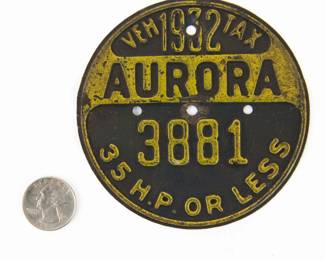 VEH 1932 TAX
AURORA
3881
35 H.P. OR LESS